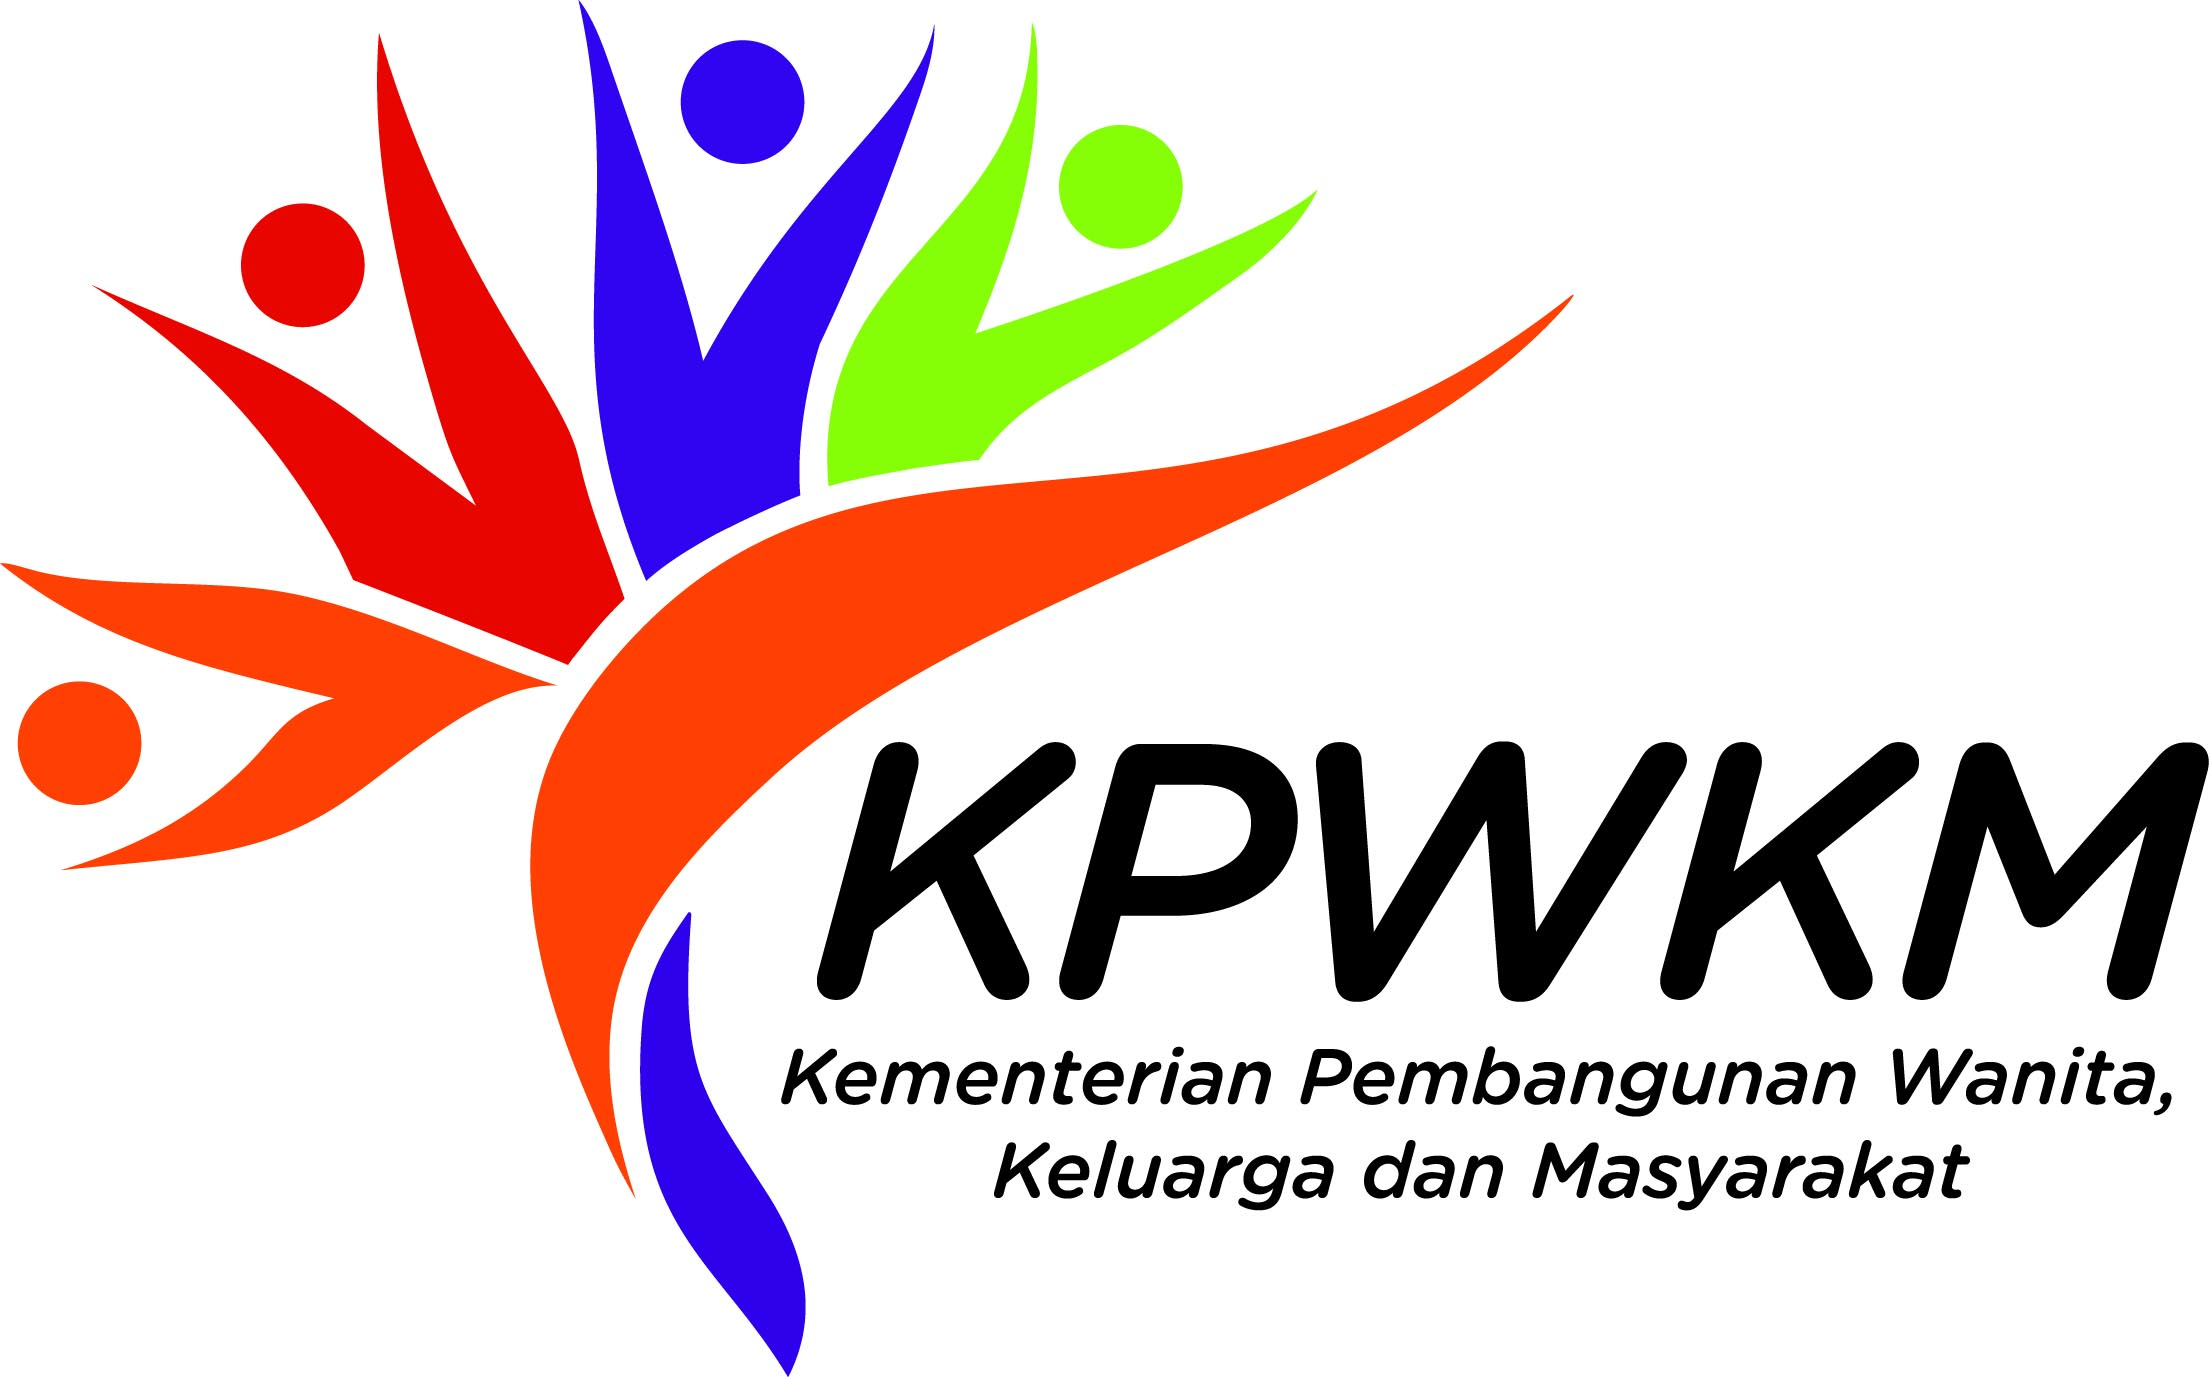 KPWKM
Kementerian Pembangunan Wanita,
Keluarga dan Masyarakat